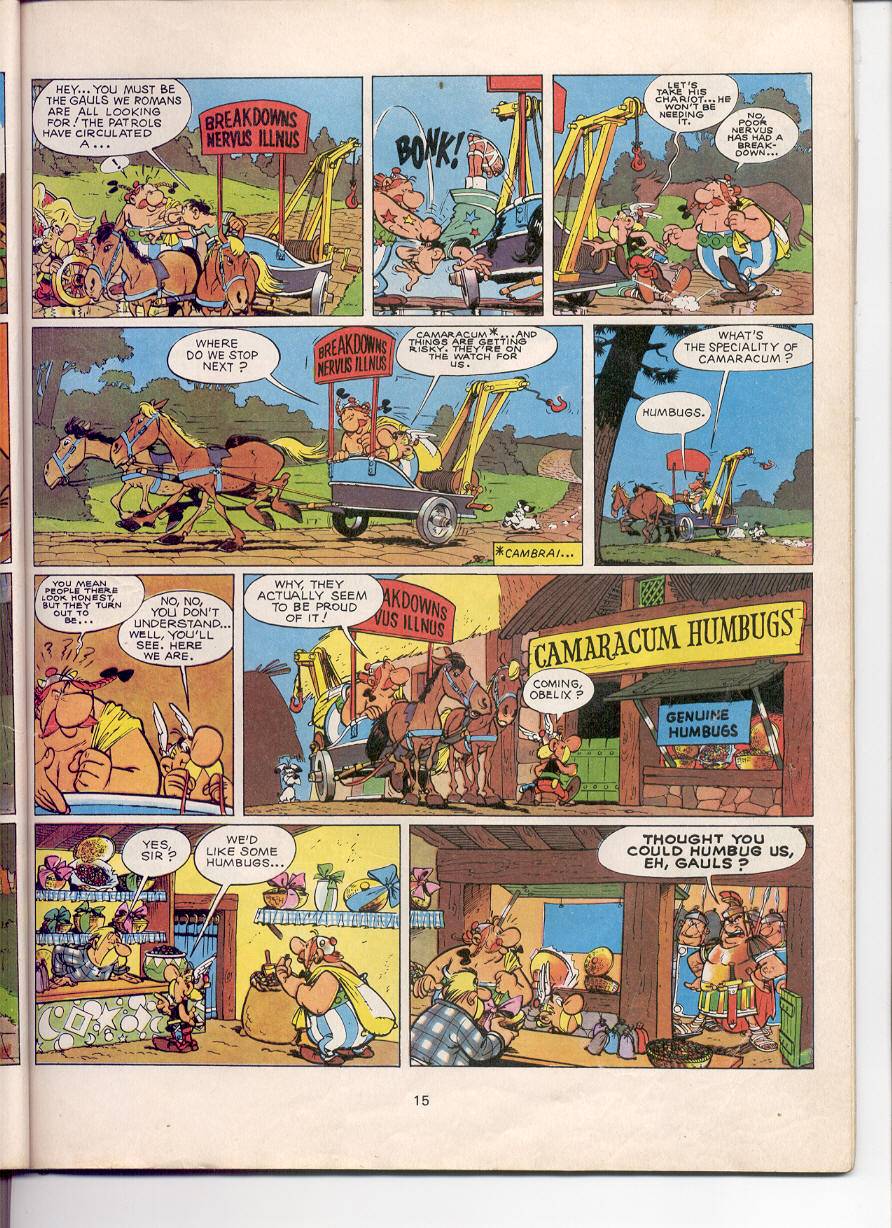 HEY... YOU MUST BE
THE GAULS WE ROMANS
ARE ALL LOOKING
FOR! THE PATROLS
HAVE CIRCULATED
A...
!
BREAKDOWNS
NERVUS ILLNUS
BONK!
LET'S
TAKE HIS
CHARIOT... HE
WON'T BE
NEEDING
IT.
NO,
POOR
NERVUS
HAS HAD A
BREAK-
DOWN...
WHERE
DO WE STOP
NEXT?
BREAKDOWNS
NERVUS ILLNUS
CAMARACUM*...AND
THINGS ARE GETTING
RISKY. THEY'RE ON
THE WATCH FOR
US.
*CAMBRAI...
WHAT'S
THE SPECIALITY OF
CAMARACUM?
HUMBUGS.
YOU MEAN
PEOPLE THERE
LOOK HONEST,
BUT THEY TURN
OUT TO
BE...
???
NO, NO,
YOU DON'T
UNDERSTAND...
WELL, YOU'LL
SEE. HERE
WE ARE.
WHY, THEY
ACTUALLY SEEM
TO BE PROUD
OF IT!
AKDOWNS
VUS ILLNUS
CAMARACUM HUMBUGS
COMING,
OBELIX?
GENUINE
HUMBUGS
YES,
SIR?
WE'D
LIKE SOME
HUMBUGS...
THOUGHT YOU
COULD HUMBUG US,
EH, GAULS?
15